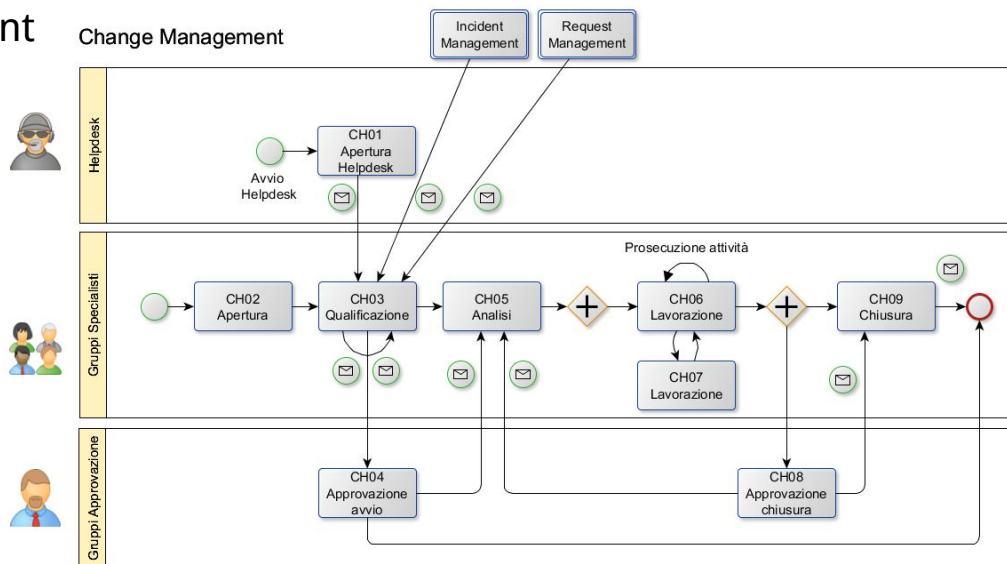 nt
Change Management
Incident
Management
Request
Management
Helpdesk
CH01
Apertura
Helpdesk
Avvio
Helpdesk
Gruppi Specialisti
Prosecuzione attività
CH02
Apertura
CH03
Qualificazione
CH05
Analisi
CH06
Lavorazione
CH09
Chiusura
CH07
Lavorazione
Gruppi Approvazione
CH04
Approvazione
avvio
CH08
Approvazione
chiusura